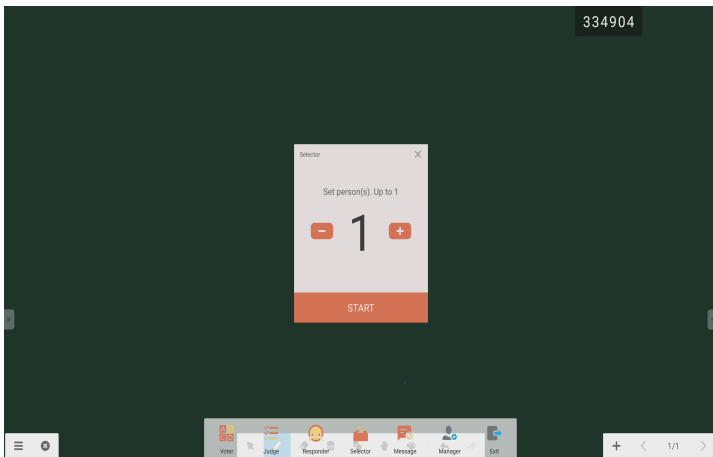 334904
Selector
Set person(s). Up to 1
1
START
Voter Judge Responder Selector Message Manager Exit
1/1